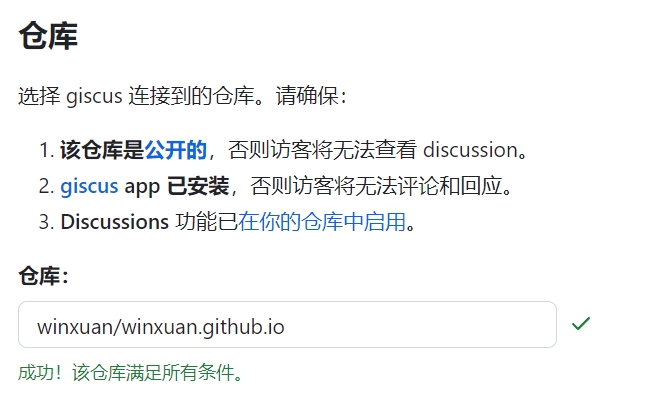 仓库
选择 giscus 连接到的仓库。请确保：
1. 该仓库是公开的，否则访客将无法查看 discussion。
2. giscus app 已安装，否则访客将无法评论和回应。
3. Discussions 功能已在你的仓库中启用。
仓库：
winxuan/winxuan.github.io
成功！该仓库满足所有条件。